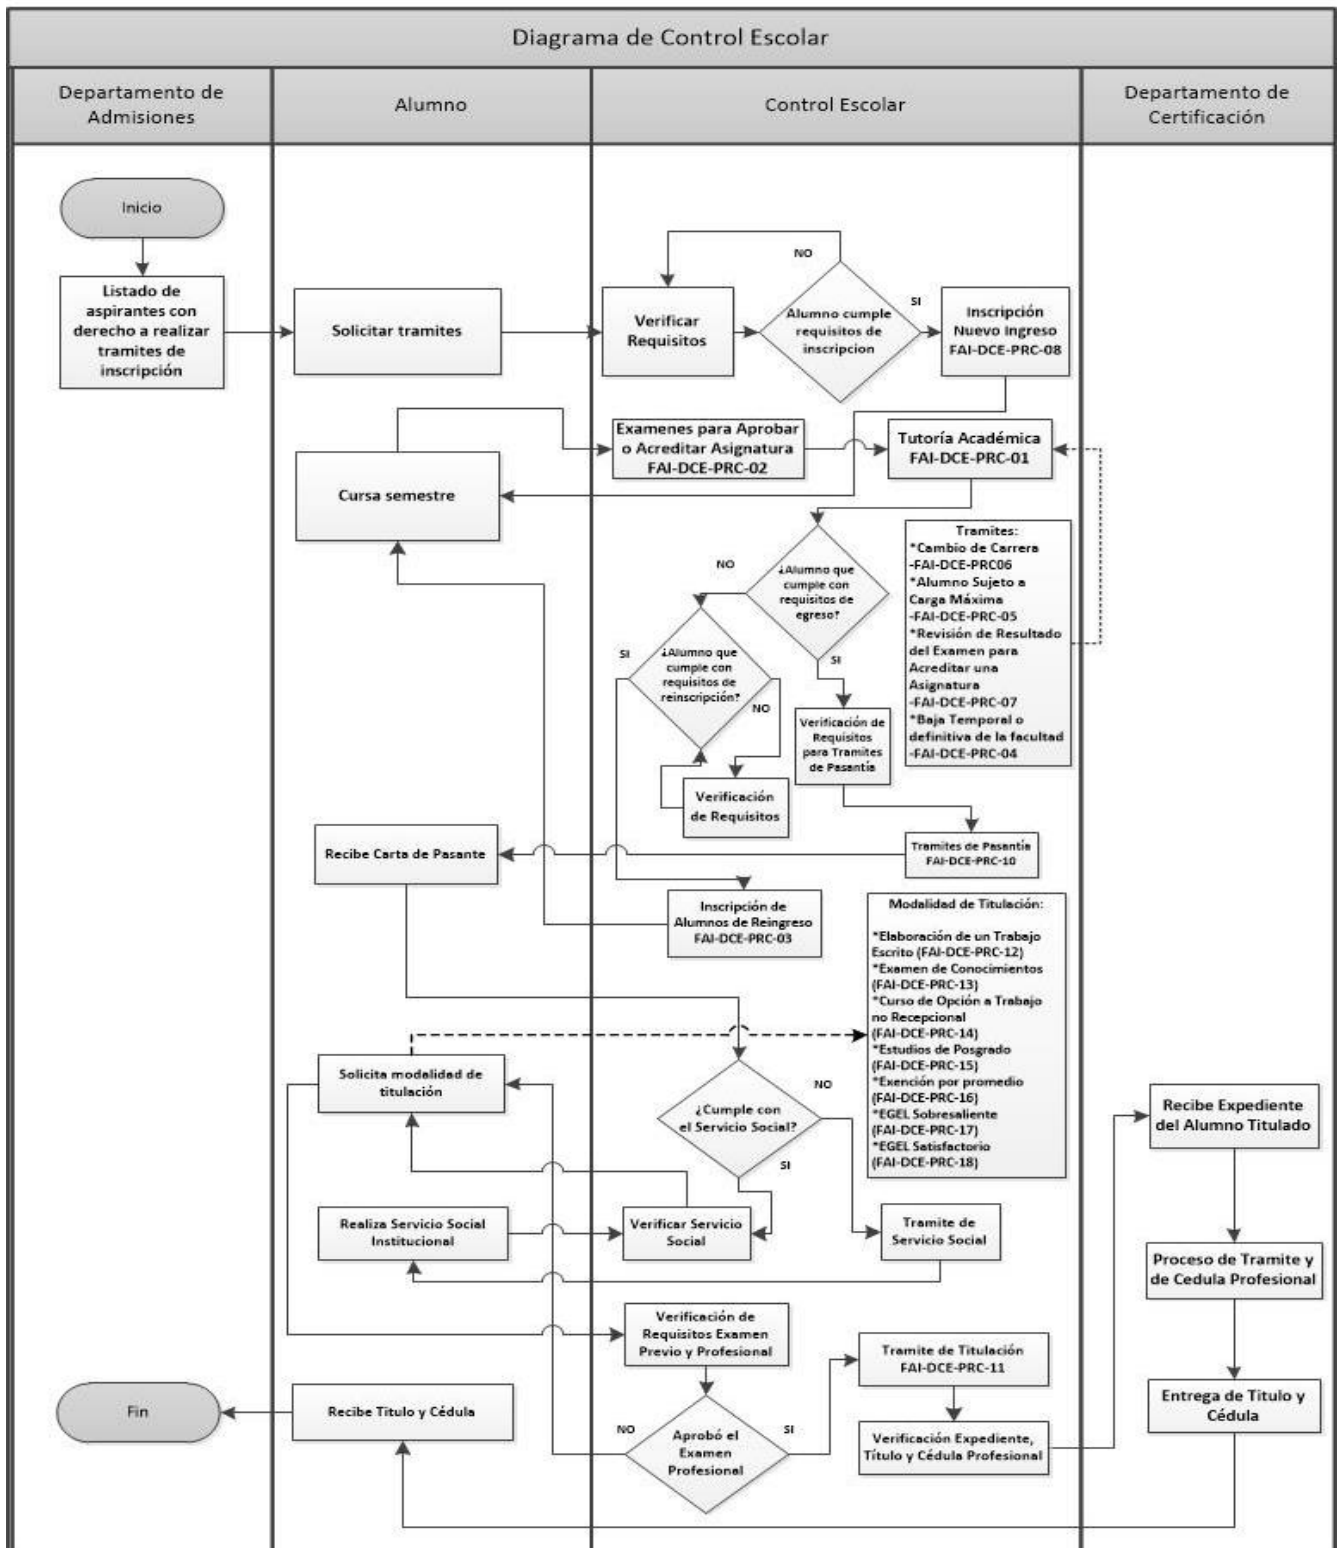 Diagrama de Control Escolar
Departamento de
Admisiones
Alumno
Control Escolar
Departamento de
Certificación
Inicio
Listado de
aspirantes con
derecho a realizar
tramites de
inscripción
Solicitar tramites
Verificar
Requisitos
NO
Alumno cumple
requisitos de
inscripcion
SI
Inscripción
Nuevo Ingreso
FAI-DCE-PRC-08
Cursa semestre
Examenes para Aprobar
o Acreditar Asignatura
FAI-DCE-PRC-02
Tutoría Académica
FAI-DCE-PRC-01
NO
¿Alumno que
cumple con
requisitos de
egreso?
SI
Tramites:
*Cambio de Carrera
-FAI-DCE-PRC06
*Alumno Sujeto a
Carga Máxima
-FAI-DCE-PRC-05
*Revisión de Resultado
del Examen para
Acreditar una
Asignatura
-FAI-DCE-PRC-07
*Baja Temporal o
definitiva de la facultad
-FAI-DCE-PRC-04
SI
¿Alumno que
cumple con
requisitos de
reinscripción?
NO
Verificación de
Requisitos
para Tramites
de Pasantía
Verificación
de Requisitos
Recibe Carta de Pasante
Tramites de Pasantía
FAI-DCE-PRC-10
Inscripción de
Alumnos de Reingreso
FAI-DCE-PRC-03
Modalidad de Titulación:
*Elaboración de un Trabajo
Escrito (FAI-DCE-PRC-12)
*Examen de Conocimientos
(FAI-DCE-PRC-13)
*Curso de Opción a Trabajo
no Recepcional
(FAI-DCE-PRC-14)
*Estudios de Posgrado
(FAI-DCE-PRC-15)
*Exención por promedio
(FAI-DCE-PRC-16)
*EGEL Sobresaliente
(FAI-DCE-PRC-17)
*EGEL Satisfactorio
(FAI-DCE-PRC-18)
Solicita modalidad de
titulación
¿Cumple con
el Servicio Social?
NO
SI
Recibe Expediente
del Alumno Titulado
Realiza Servicio Social
Institucional
Verificar Servicio
Social
Tramite de
Servicio Social
Proceso de Tramite y
de Cedula Profesional
Verificación de
Requisitos Examen
Previo y Profesional
Tramite de Titulación
FAI-DCE-PRC-11
Entrega de Titulo y
Cédula
Fin
Recibe Titulo y Cédula
NO
Aprobó el
Examen
Profesional
SI
Verificación Expediente,
Título y Cédula Profesional